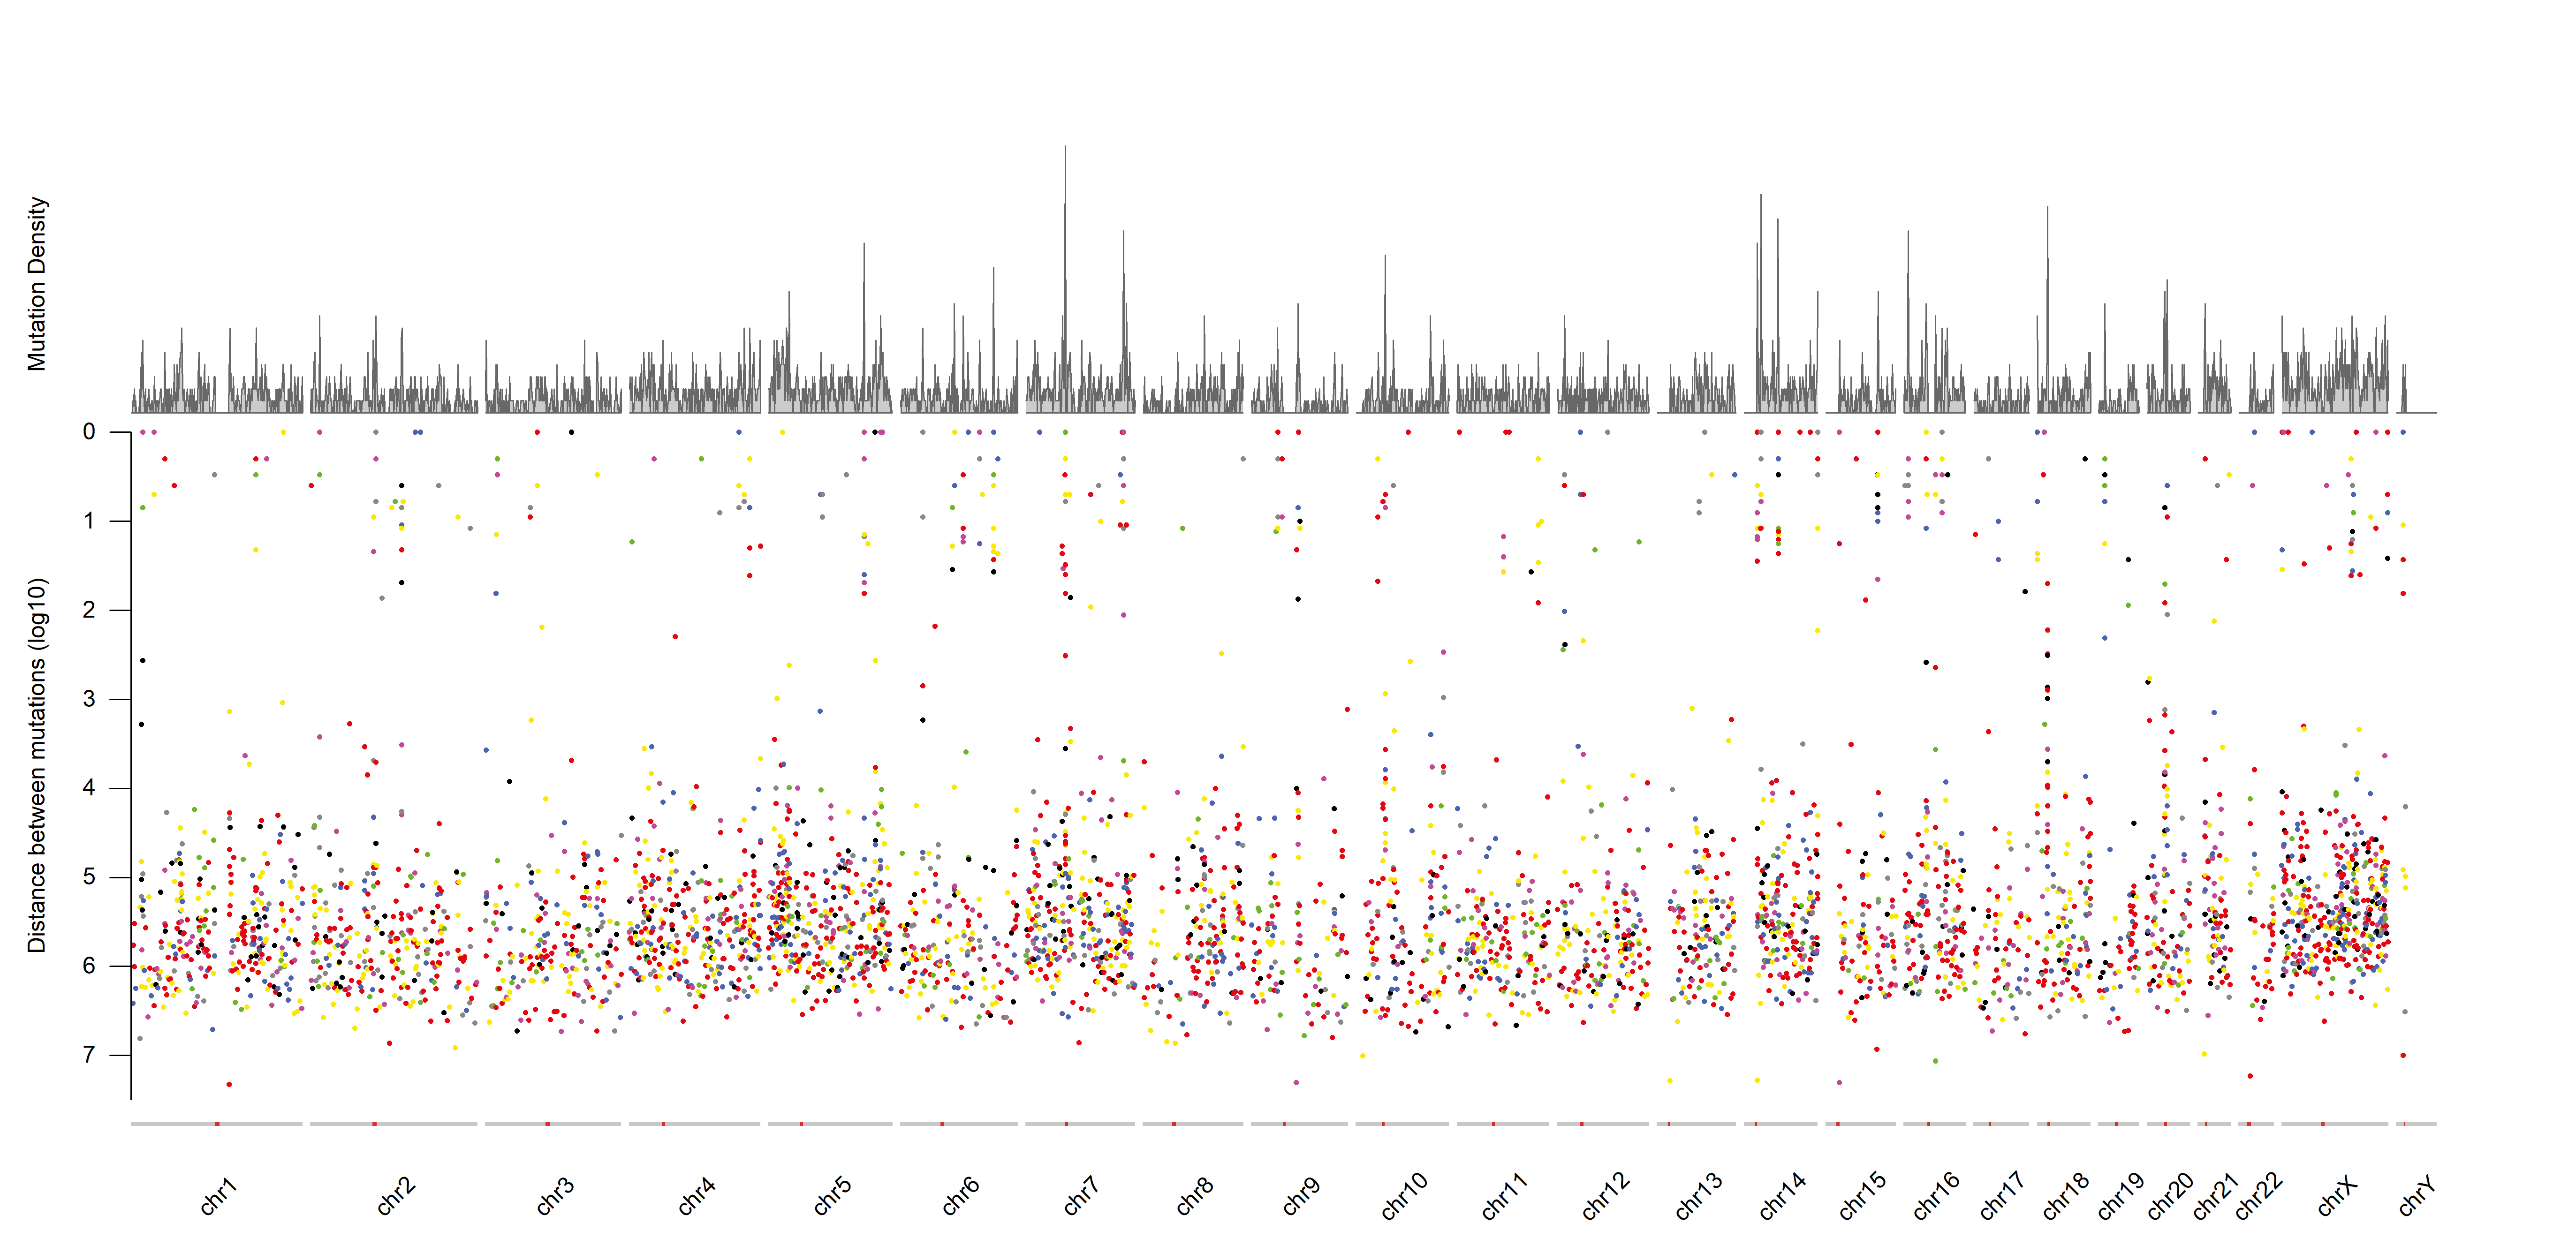 Mutation Density
Distance between mutations (log10)
0
1
2
3
4
5
6
7
chr1
chr2
chr3
chr4
chr5
chr6
chr7
chr8
chr9
chr10
chr11
chr12
chr13
chr14
chr15
chr16
chr17
chr18
chr19
chr20
chr21
chr22
chrX
chrY